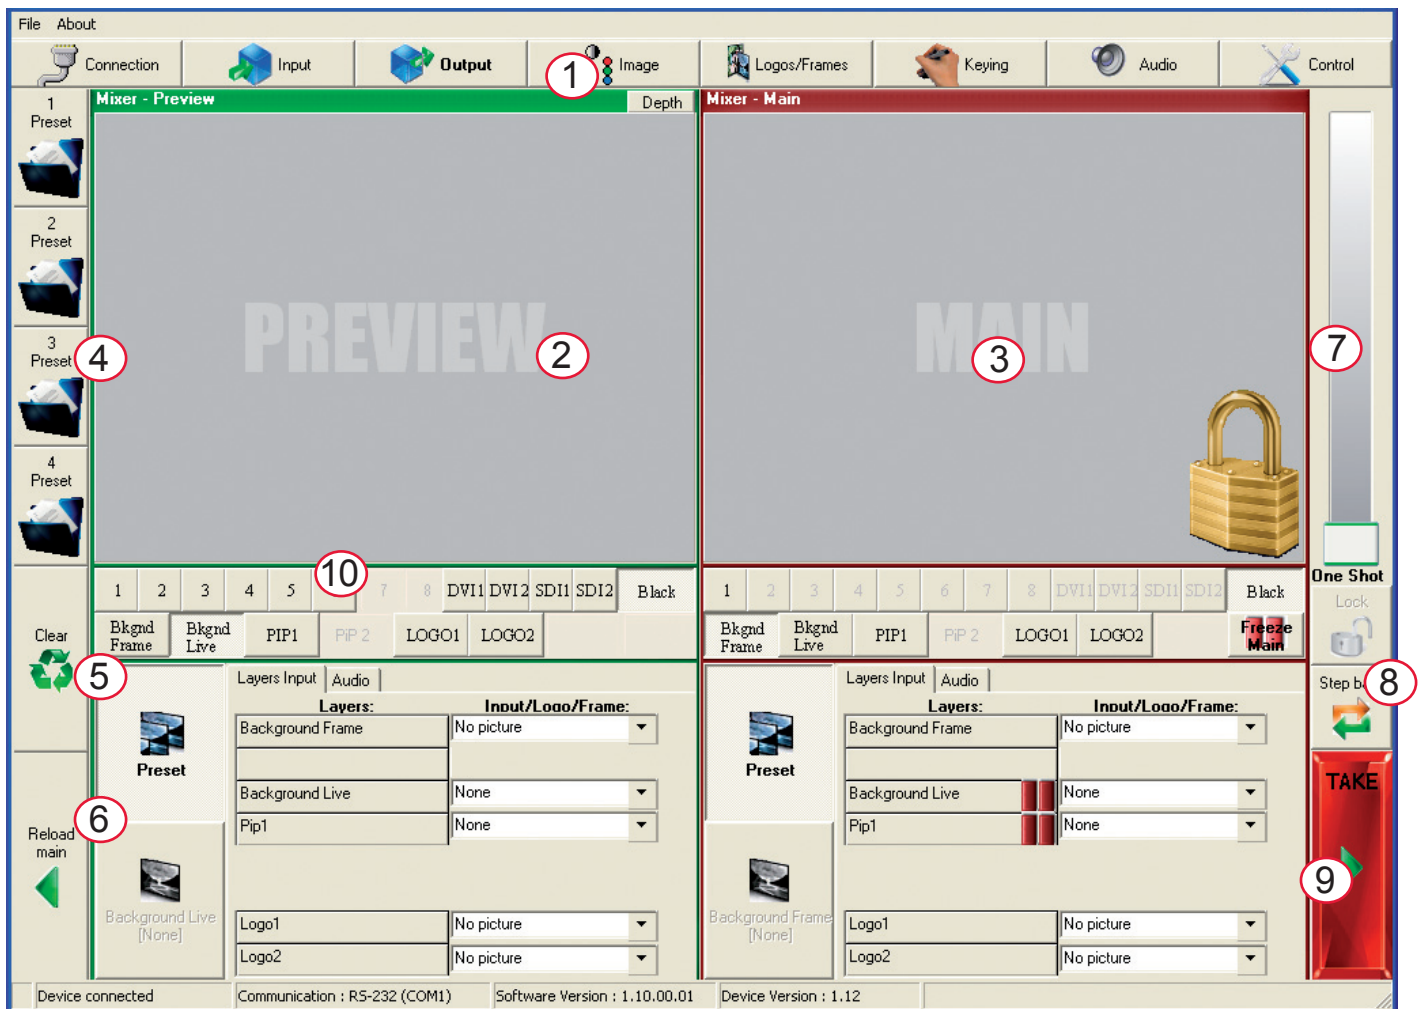 File About
Connection Input Output 1 Image Logos/Frames Keying Audio Control
1
Preset
2
Preset
3
Preset
4
Preset
4
Clear
5
Reload
main
6
Mixer - Preview Depth
PREVIEW
2
1 2 3 4 5 10 7 8 DVI1 DVI2 SDI1 SDI2 Black
Bkgnd
Frame
Bkgnd
Live
PIP1 PiP 2 LOGO1 LOGO2
Preset
Background Live
[None]
Layers Input Audio
Layers: Input/Logo/Frame:
Background Frame No picture
Background Live None
Pip1 None
Logo1 No picture
Logo2 No picture
Mixer - Main
MAIN
3
1 2 3 4 5 6 7 8 DVI1 DVI2 SDI1 SDI2 Black
Bkgnd
Frame
Bkgnd
Live
PIP1 PiP 2 LOGO1 LOGO2
Freeze
Main
Preset
Background Frame
[None]
Layers Input Audio
Layers: Input/Logo/Frame:
Background Frame No picture
Background Live None
Pip1 None
Logo1 No picture
Logo2 No picture
7
One Shot
Lock
Step 8
TAKE
9
Device connected Communication : RS-232 (COM1) Software Version : 1.10.00.01 Device Version : 1.12